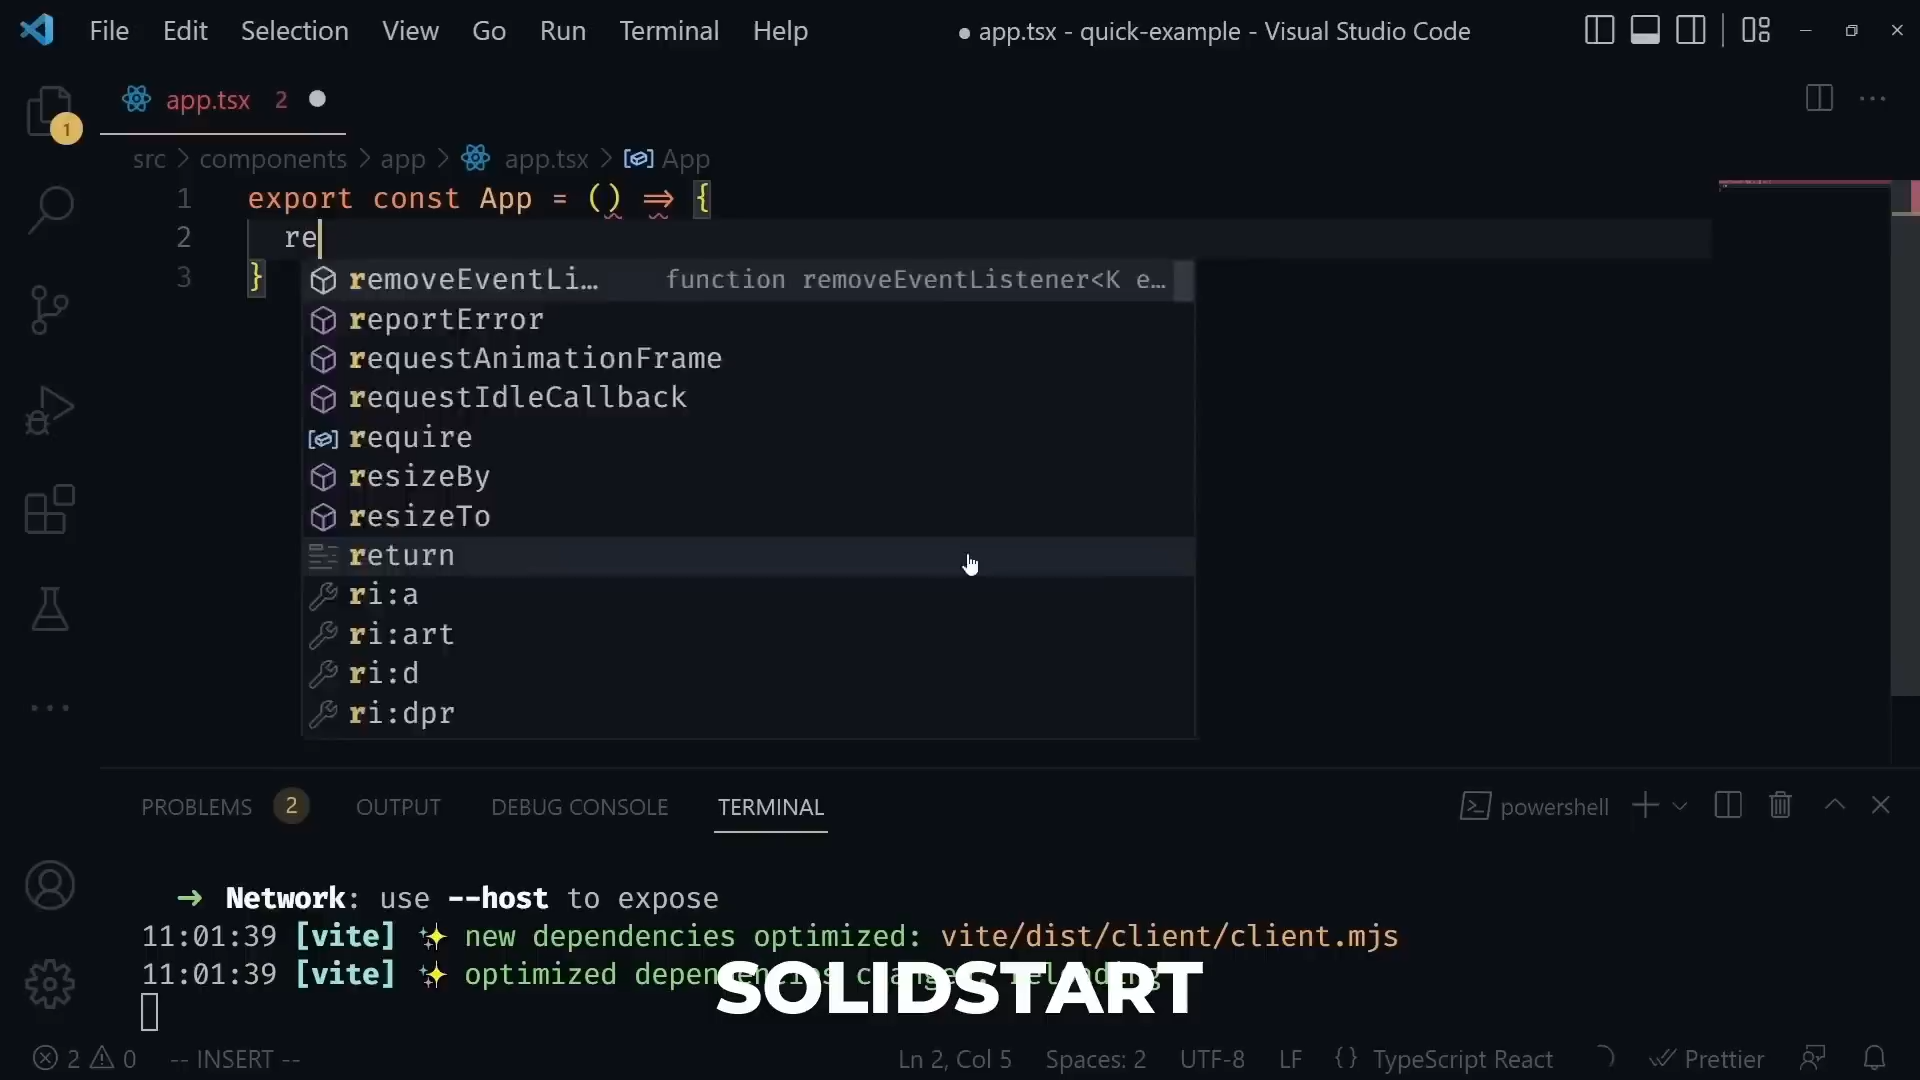 File Edit Selection View Go Run Terminal Help ● app.tsx - quick-example - Visual Studio Code
app.tsx 2
1
src > components > app > app.tsx > App
1 export const App = () => {
2 re
3 }
removeEventLi… function removeEventListener<K e…
reportError
requestAnimationFrame
requestIdleCallback
require
resizeBy
resizeTo
return
ri:a
ri:art
ri:d
ri:dpr
PROBLEMS 2 OUTPUT DEBUG CONSOLE TERMINAL powershell
➜ Network: use --host to expose
11:01:39 [vite] ✨ new dependencies optimized: vite/dist/client/client.mjs
11:01:39 [vite] ✨ optimized dependencies changed. reloading
SOLIDSTART
2 0 -- INSERT -- Ln 2, Col 5 Spaces: 2 UTF-8 LF {} TypeScript React Prettier